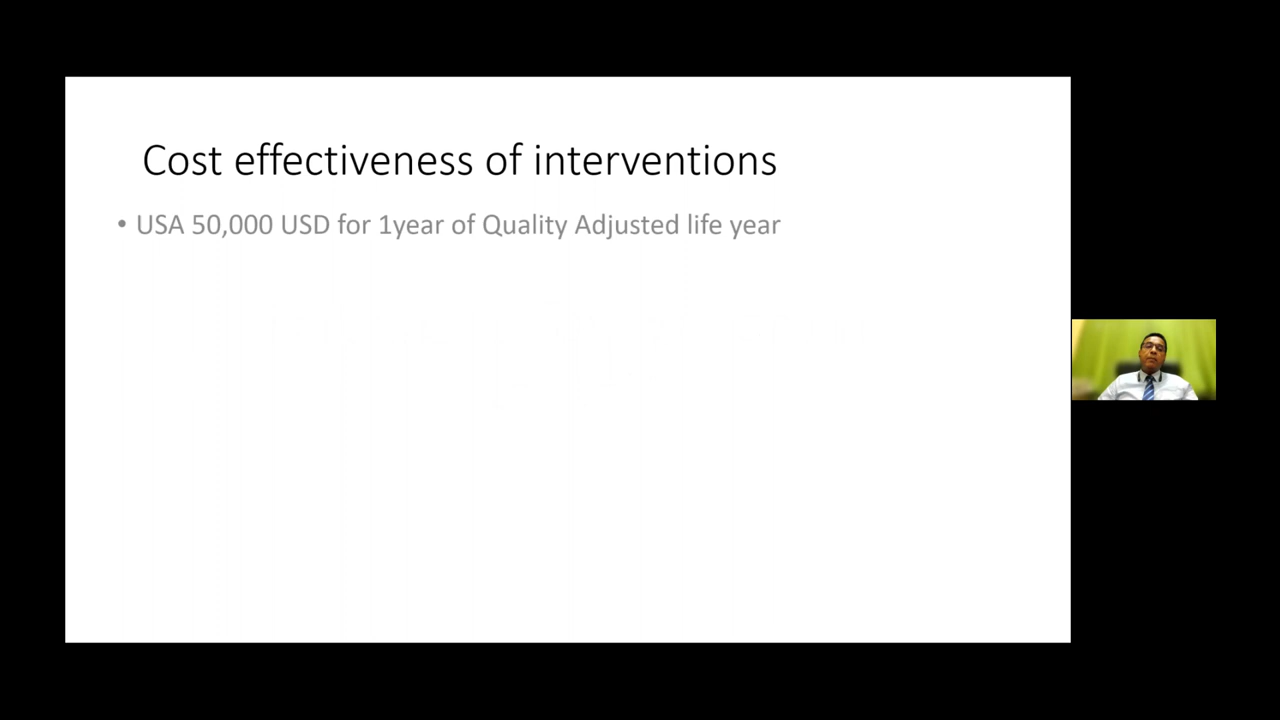 Cost effectiveness of interventions
• USA 50,000 USD for 1year of Quality Adjusted life year